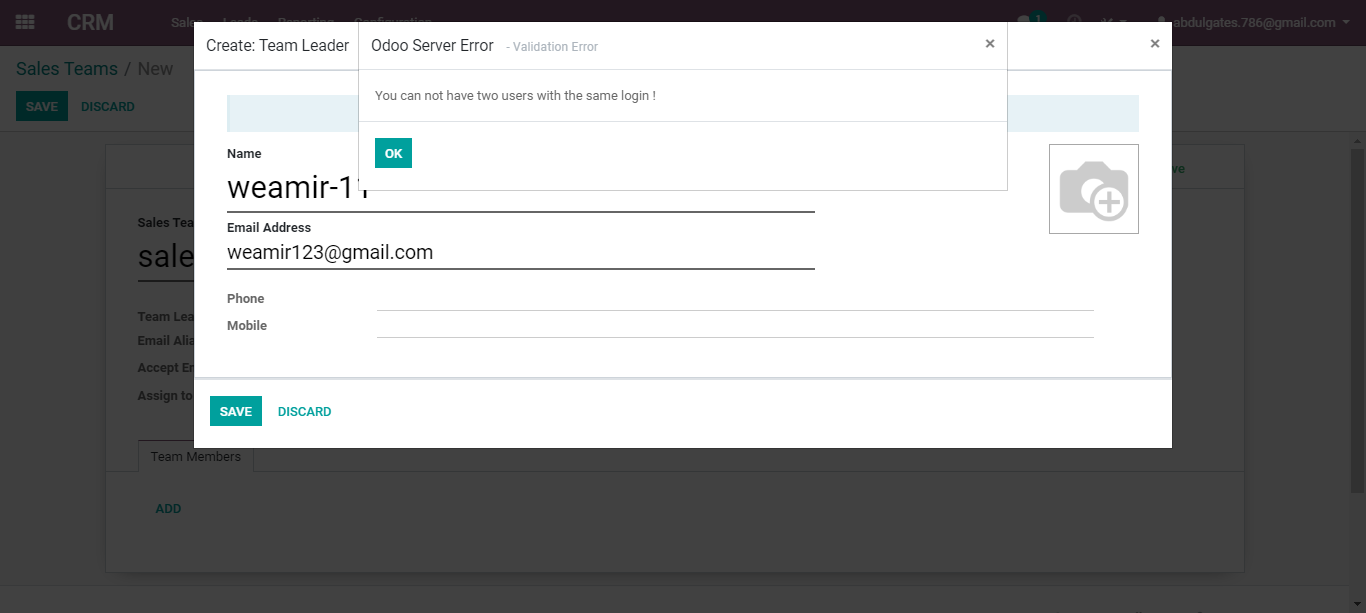 CRM
Sales Leads Reporting Configuration
1
abdulgates.786@gmail.com
Sales Teams / New
SAVE DISCARD
Create: Team Leader
Odoo Server Error - Validation Error
×
×
You can not have two users with the same login !
OK
Name
weamir-11
Email Address
weamir123@gmail.com
Phone
Mobile
SAVE DISCARD
Sales Tea
sale
Team Lea
Email Alia
Accept Em
Assign to
Team Members
ADD